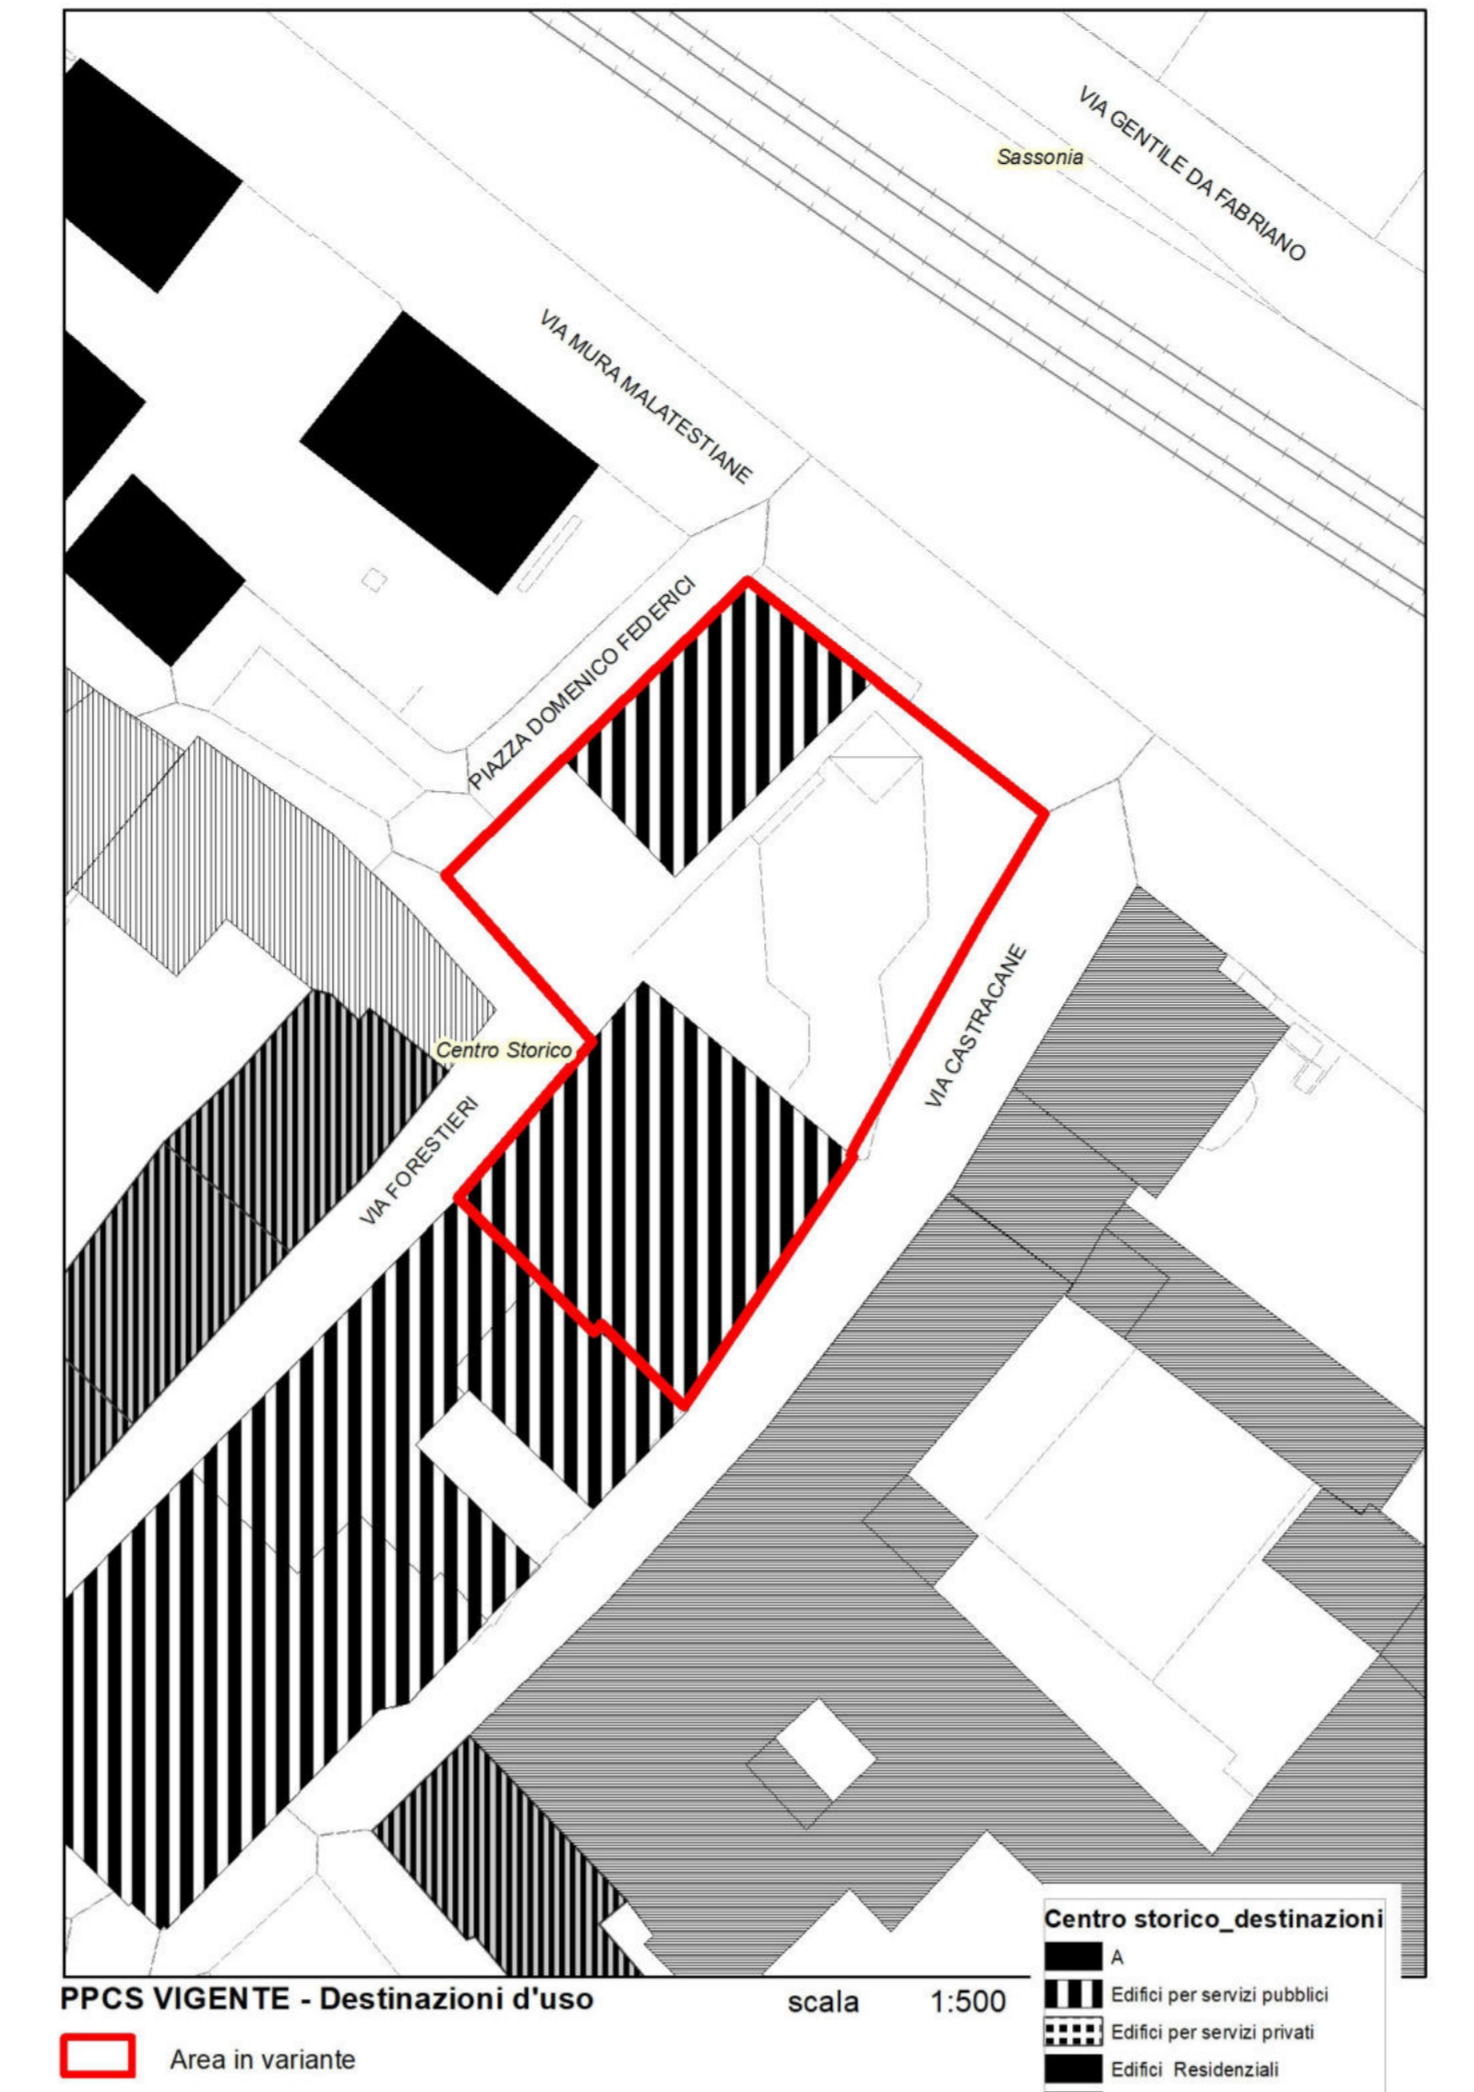 VIA GENTILE DA FABRIANO
Sassonia
VIA MURA MALATESTIANE
PIAZZA DOMENICO FEDERICI
VIA CASTRACANE
Centro Storico
VIA FORESTIERI
Centro storico_destinazioni
A
Edifici per servizi pubblici
Edifici per servizi privati
Edifici Residenziali
PPCS VIGENTE - Destinazioni d'uso
scala 1:500
Area in variante